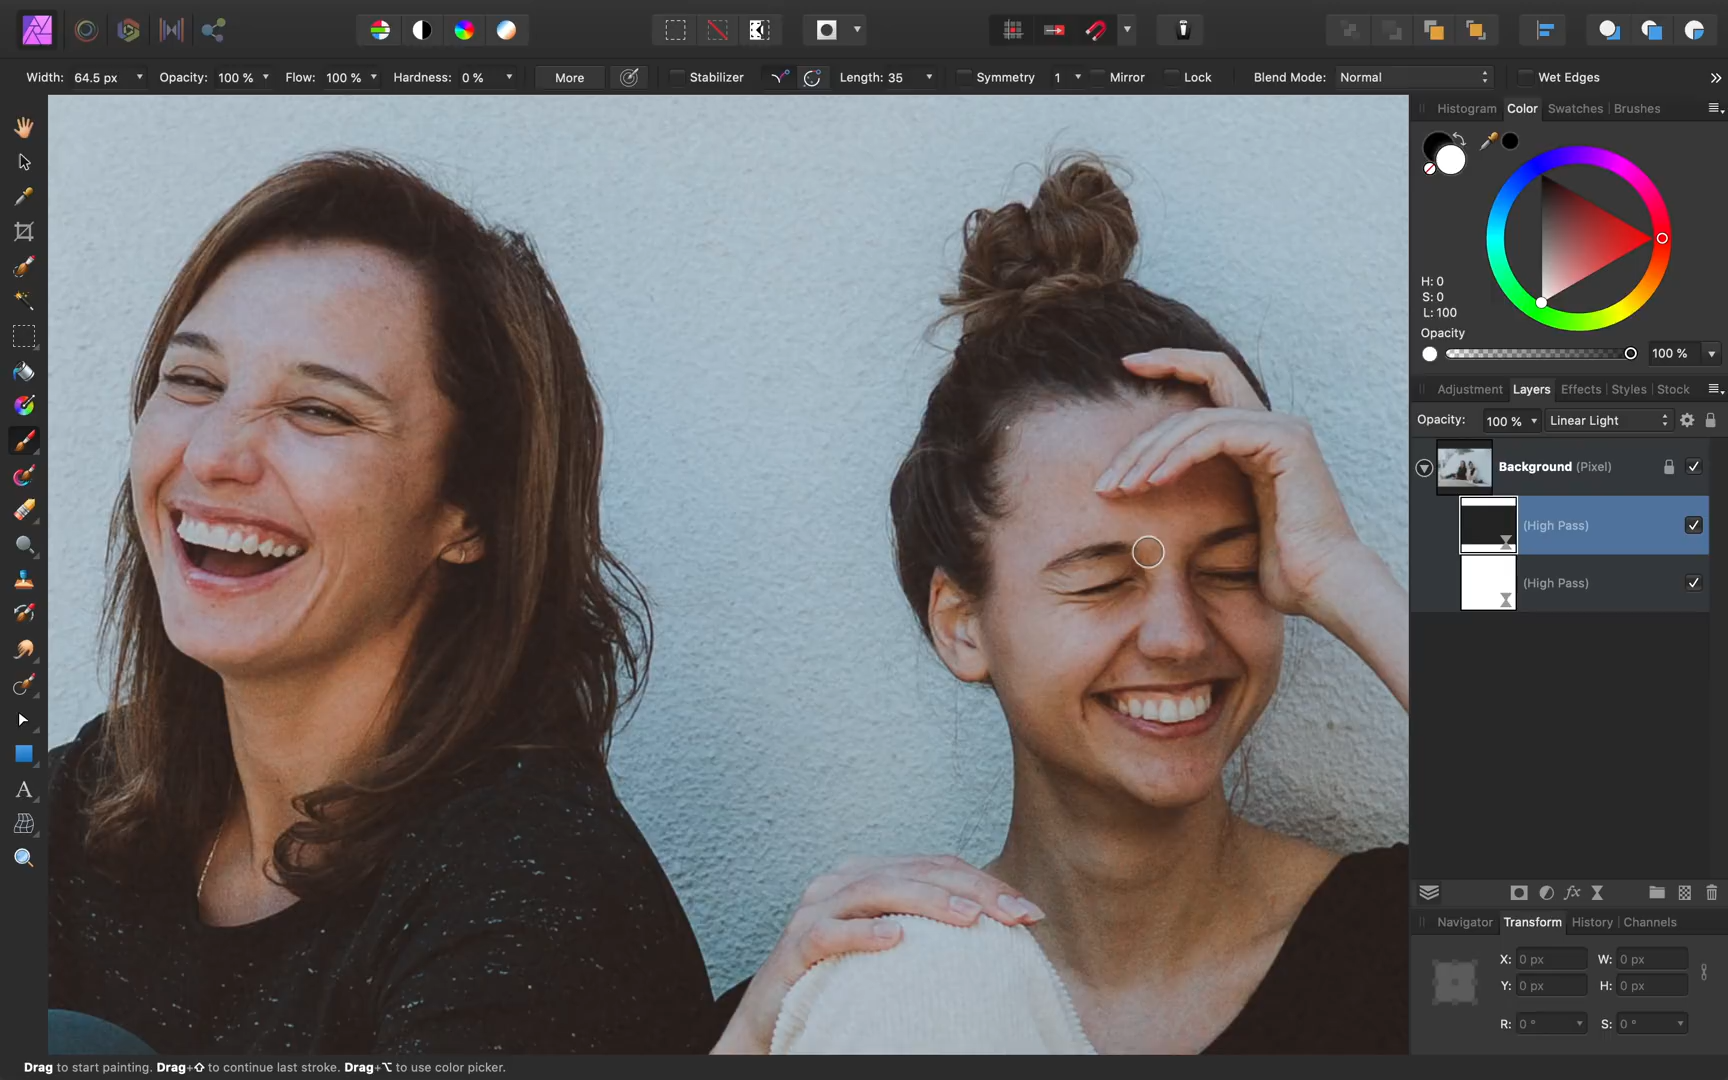 Width: 64.5 px Opacity: 100 % Flow: 100 % Hardness: 0 % More Stabilizer Length: 35 Symmetry 1 Mirror Lock Blend Mode: Normal Wet Edges »
Histogram Color Swatches | Brushes
H: 0
S: 0
L: 100
Opacity
100 %
Adjustment Layers Effects | Styles | Stock
Opacity: 100 % Linear Light
Background (Pixel)
(High Pass)
(High Pass)
fx
A
Navigator Transform History | Channels
X: 0 px W: 0 px
Y: 0 px H: 0 px
R: 0 ° S: 0 °
Drag to start painting. Drag+⇧ to continue last stroke. Drag+⌥ to use color picker.